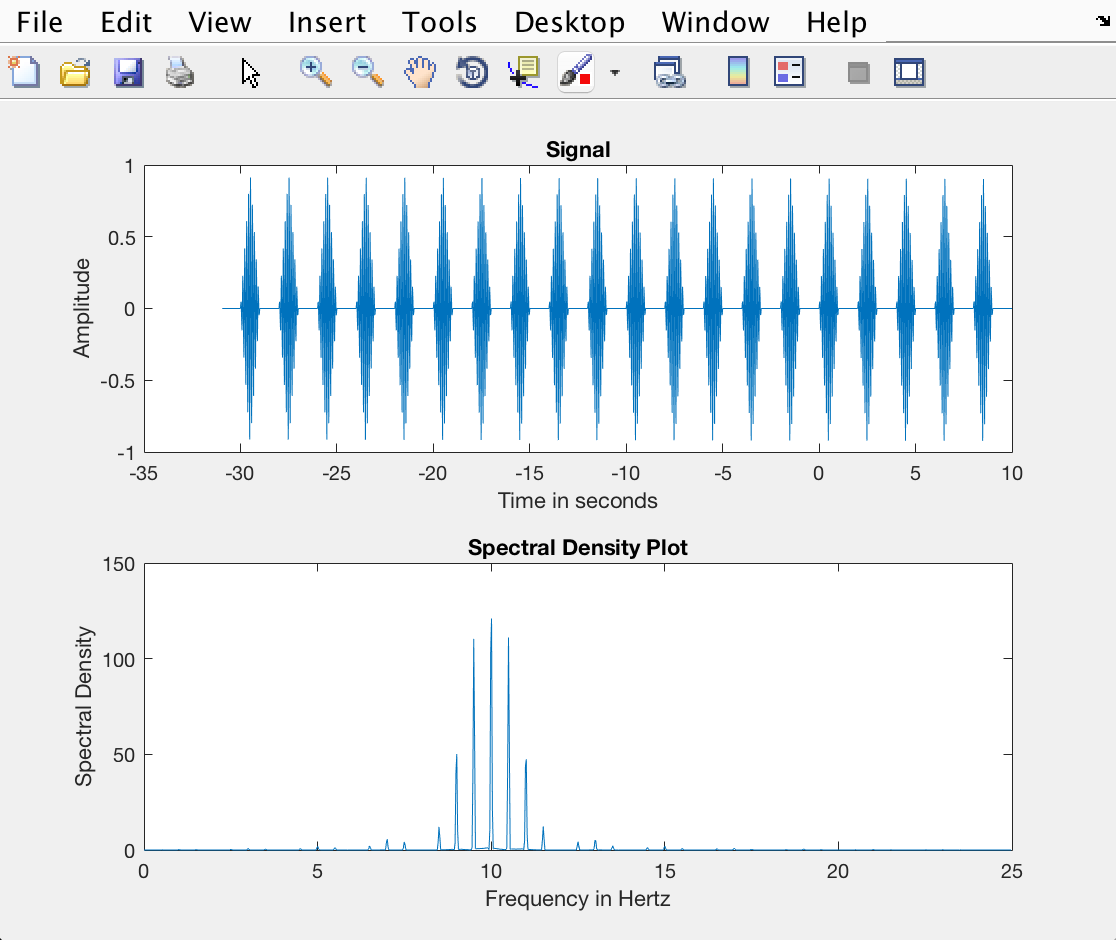 File Edit View Insert Tools Desktop Window Help
Signal
1
0.5
0
-0.5
-1
Amplitude
-35 -30 -25 -20 -15 -10 -5 0 5 10
Time in seconds
Spectral Density Plot
150
100
50
0
Spectral Density
0 5 10 15 20 25
Frequency in Hertz